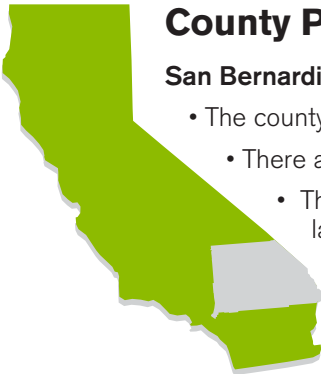 County P
San Bernardi
• The county
• There a
• Th
la